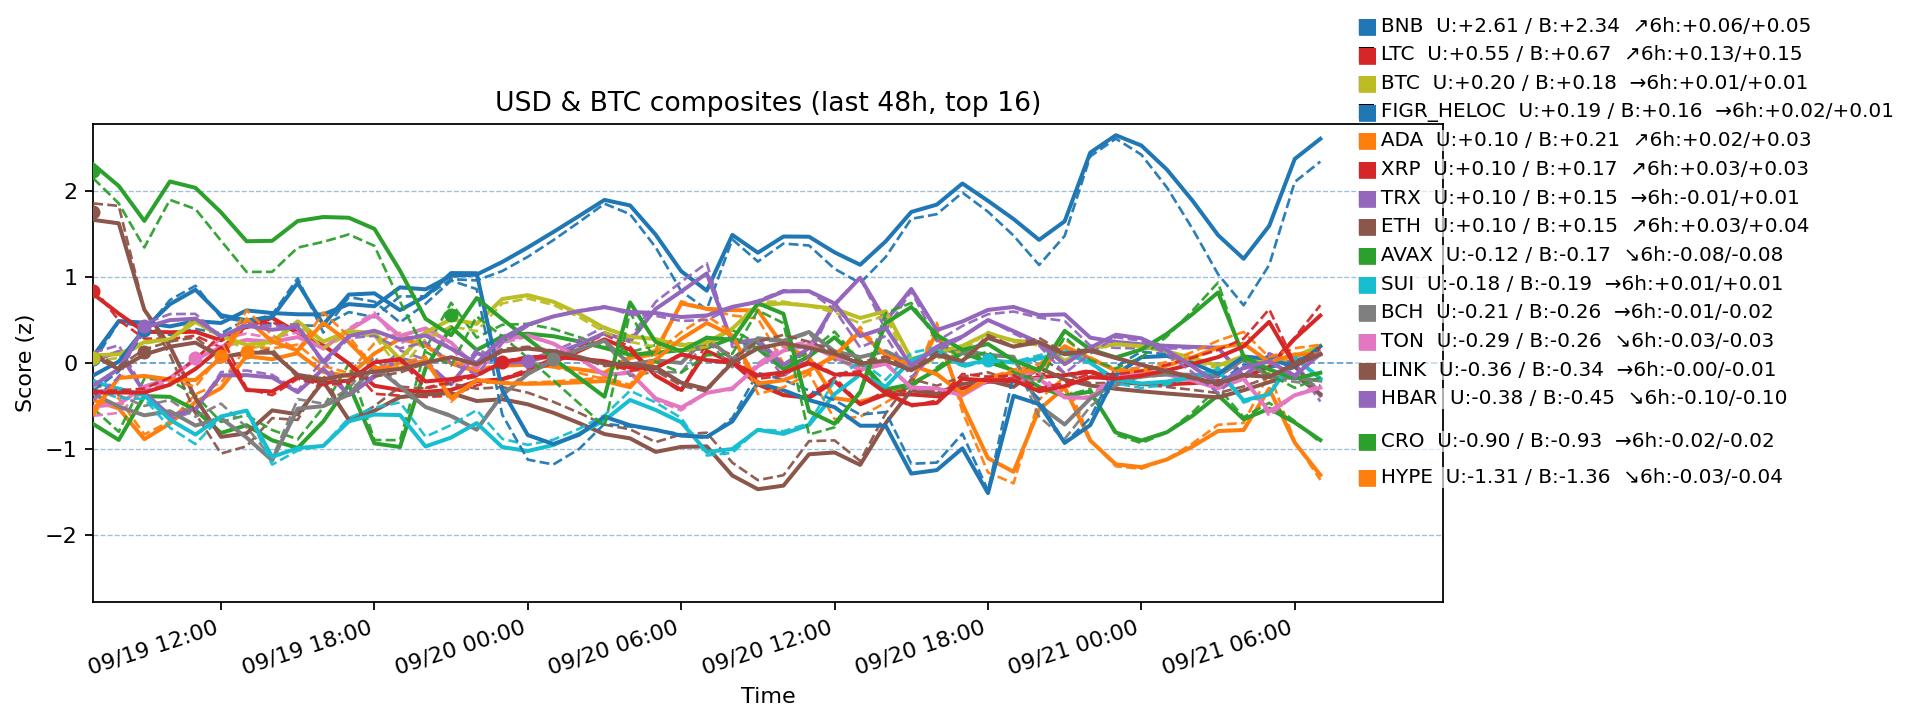 BNB  U:+2.61 / B:+2.34  ↗6h:+0.06/+0.05
LTC  U:+0.55 / B:+0.67  ↗6h:+0.13/+0.15
BTC  U:+0.20 / B:+0.18  →6h:+0.01/+0.01
FIGR_HELOC  U:+0.19 / B:+0.16  →6h:+0.02/+0.01
ADA  U:+0.10 / B:+0.21  ↗6h:+0.02/+0.03
XRP  U:+0.10 / B:+0.17  ↗6h:+0.03/+0.03
TRX  U:+0.10 / B:+0.15  →6h:-0.01/+0.01
ETH  U:+0.10 / B:+0.15  ↗6h:+0.03/+0.04
AVAX  U:-0.12 / B:-0.17  ↘6h:-0.08/-0.08
SUI  U:-0.18 / B:-0.19  →6h:+0.01/+0.01
BCH  U:-0.21 / B:-0.26  →6h:-0.01/-0.02
TON  U:-0.29 / B:-0.26  ↘6h:-0.03/-0.03
LINK  U:-0.36 / B:-0.34  →6h:-0.00/-0.01
HBAR  U:-0.38 / B:-0.45  ↘6h:-0.10/-0.10
CRO  U:-0.90 / B:-0.93  →6h:-0.02/-0.02
HYPE  U:-1.31 / B:-1.36  ↘6h:-0.03/-0.04
USD & BTC composites (last 48h, top 16)
Score (z)
2
1
0
−1
−2
09/19 12:00
09/19 18:00
09/20 00:00
09/20 06:00
09/20 12:00
09/20 18:00
09/21 00:00
09/21 06:00
Time